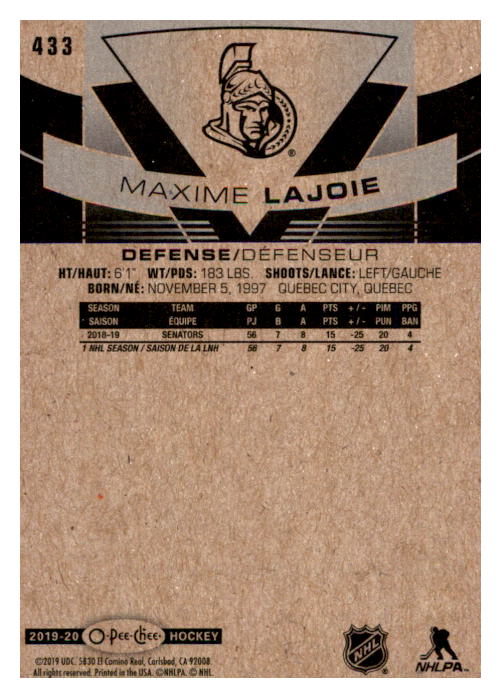 433
MAXIME LAJOIE
DEFENSE/DÉFENSEUR
HT/HAUT: 6'1" WT/PDS: 183 LBS. SHOOTS/LANCE: LEFT/GAUCHE
BORN/NÉ: NOVEMBER 5, 1997 QUEBEC CITY, QUEBEC
SEASON TEAM GP G A PTS +/- PIM PPG
SAISON ÉQUIPE PJ B A PTS +/- PUN BAN
2018-19 SENATORS 56 7 8 15 -25 20 4
1 NHL SEASON / SAISON DE LA LNH 56 7 8 15 -25 20 4
2019-20 O-Pee-Chee HOCKEY
©2019 UDC. 5830 El Camino Real, Carlsbad, CA 92008.
All rights reserved. Printed in the USA. ©NHLPA. © NHL.
NHL
NHLPA